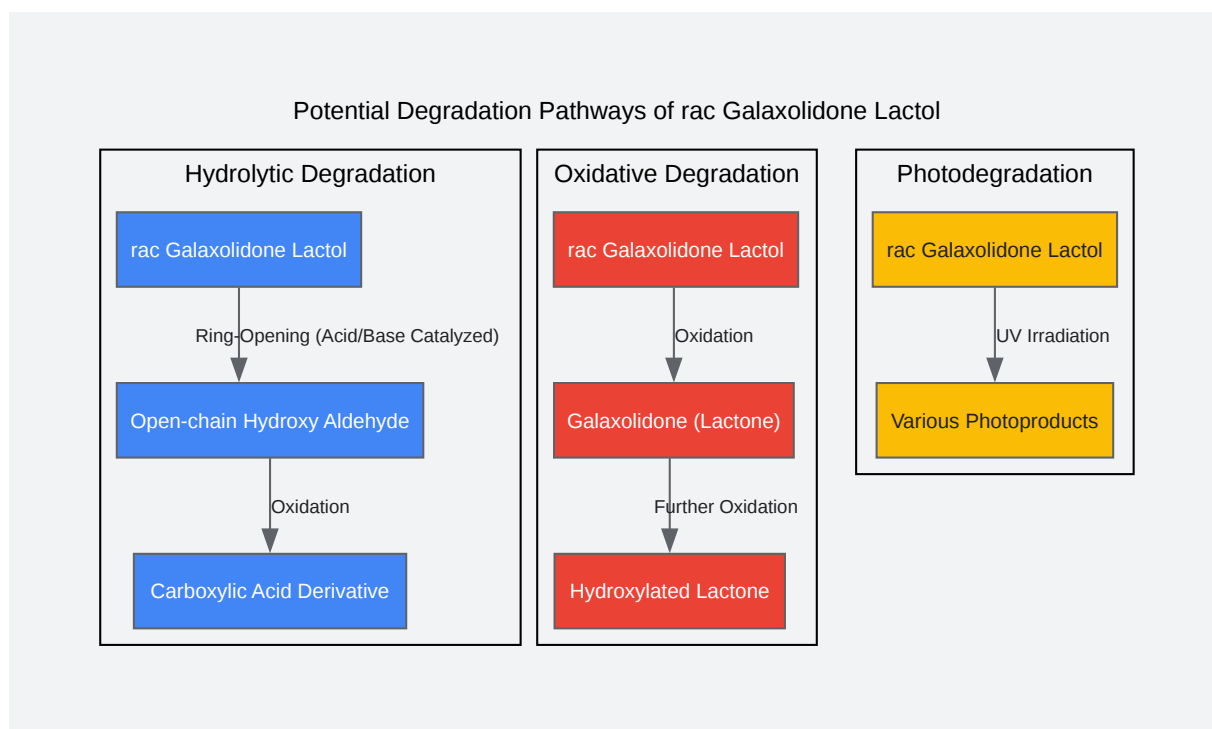 Potential Degradation Pathways of rac Galaxolidone Lactol
Hydrolytic Degradation
rac Galaxolidone Lactol
Ring-Opening (Acid/Base Catalyzed)
Open-chain Hydroxy Aldehyde
Oxidation
Carboxylic Acid Derivative
Oxidative Degradation
rac Galaxolidone Lactol
Oxidation
Galaxolidone (Lactone)
Further Oxidation
Hydroxylated Lactone
Photodegradation
rac Galaxolidone Lactol
UV Irradiation
Various Photoproducts